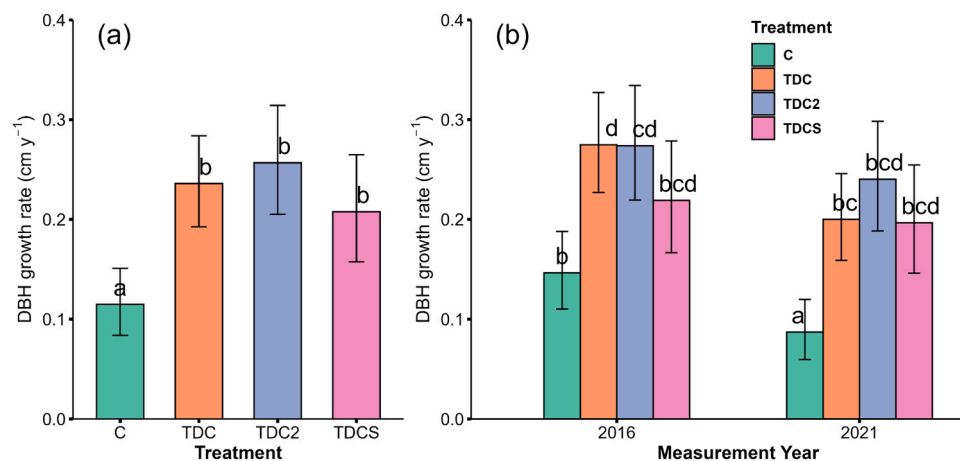 (a)
DBH growth rate (cm y⁻¹)
0.4
0.3
0.2
0.1
0.0
a
b
b
b
C TDC TDC2 TDCS
Treatment
(b)
Treatment
C
TDC
TDC2
TDCS
DBH growth rate (cm y⁻¹)
0.4
0.3
0.2
0.1
0.0
b
d
cd
bcd
a
bc
bcd
bcd
2016 2021
Measurement Year